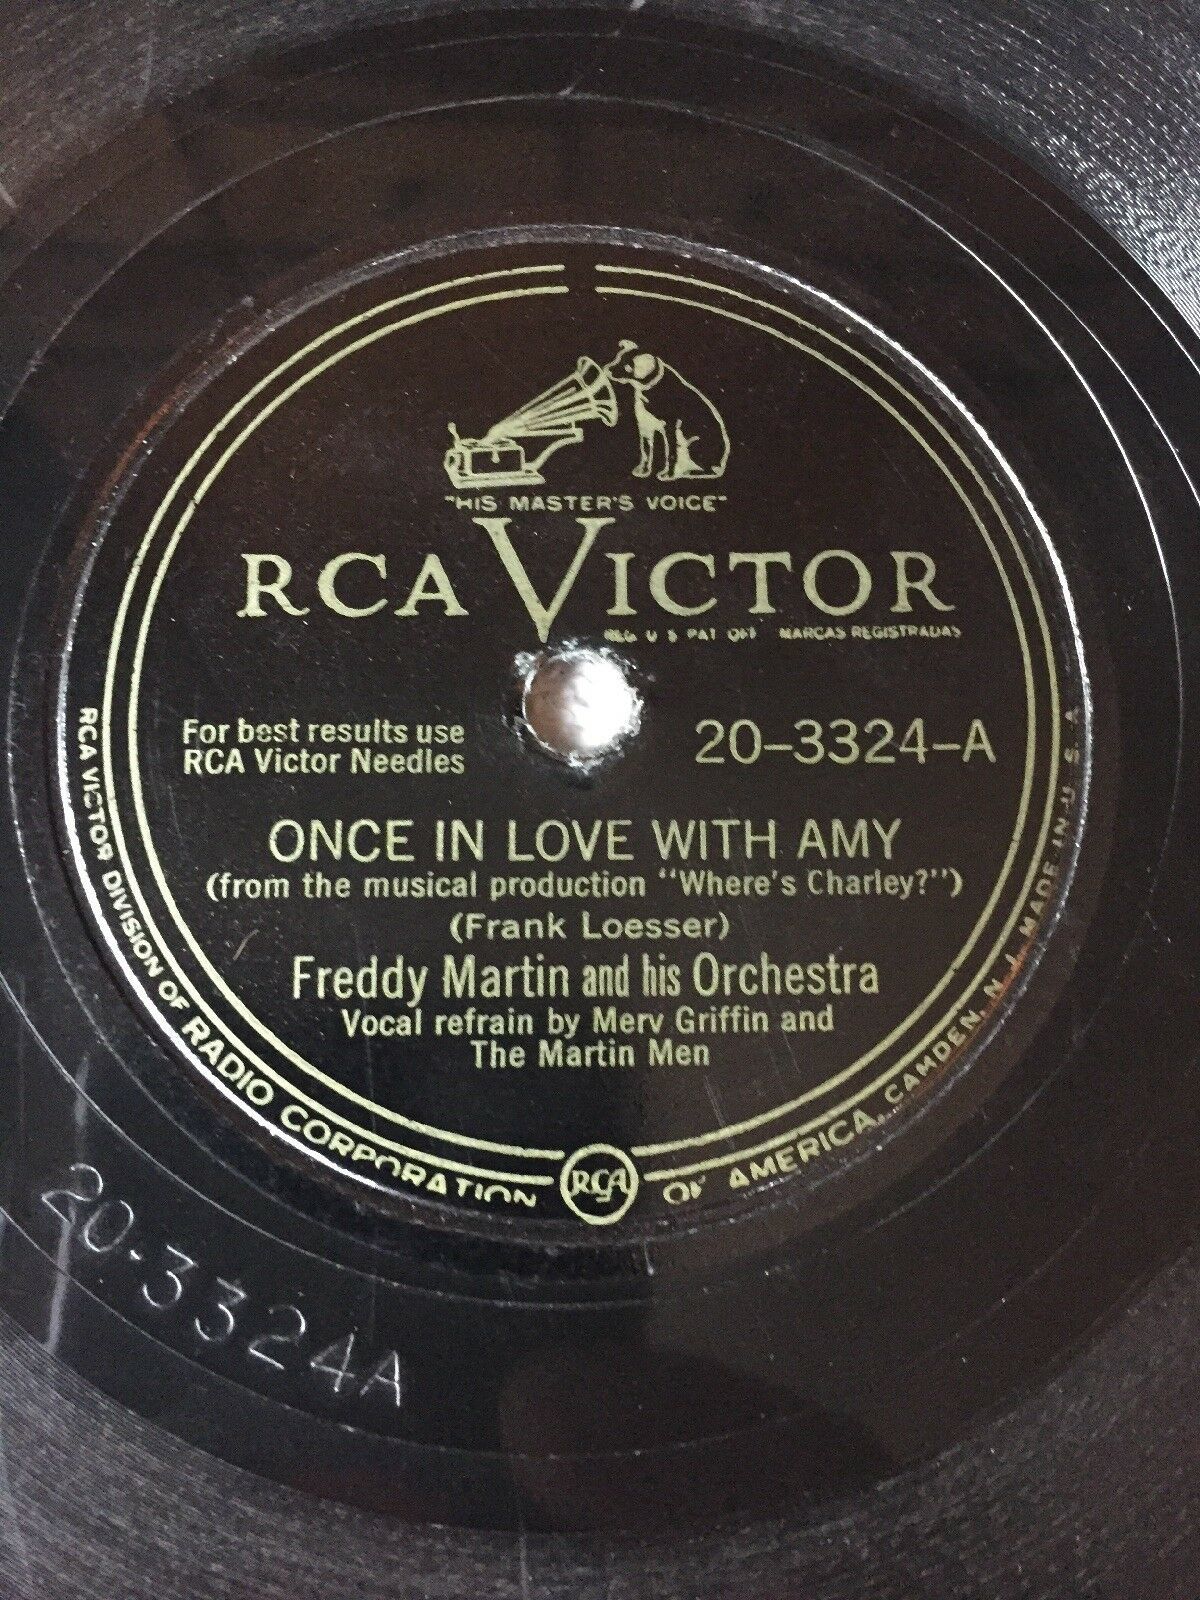 "HIS MASTER'S VOICE"
RCA VICTOR
REG. U S PAT OFF MARCAS REGISTRADAS
For best results use
RCA Victor Needles
20-3324-A
ONCE IN LOVE WITH AMY
(from the musical production "Where's Charley?")
(Frank Loesser)
Freddy Martin and his Orchestra
Vocal refrain by Merv Griffin and
The Martin Men
RCA VICTOR DIVISION OF RADIO CORPORATION OF AMERICA, CAMDEN, N. J. MADE IN U. S. A.
RCA
20-3324A